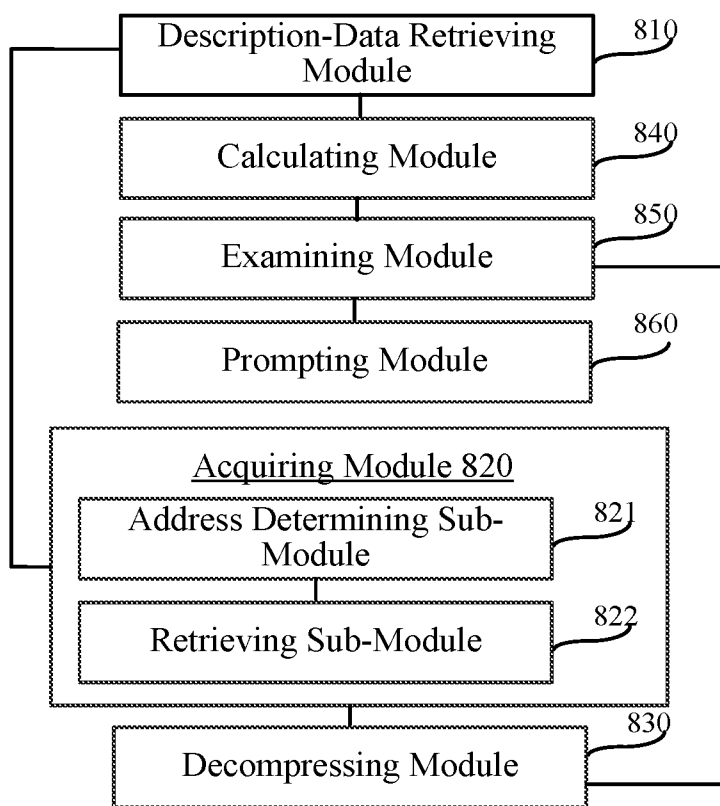 Description-Data Retrieving
Module
810
Calculating Module
840
Examining Module
850
Prompting Module
860
Acquiring Module 820
Address Determining Sub-
Module
821
Retrieving Sub-Module
822
Decompressing Module
830